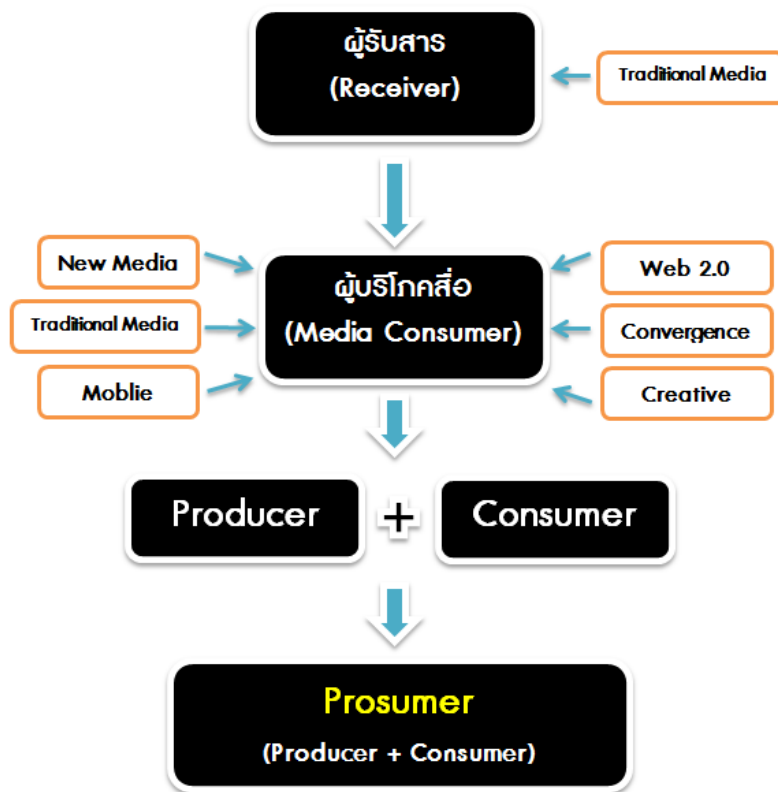 ผู้รับสาร
(Receiver)
Traditional Media
New Media
Traditional Media
Moblie
ผู้บริโภคสื่อ
(Media Consumer)
Web 2.0
Convergence
Creative
Producer
+
Consumer
Prosumer
(Producer + Consumer)